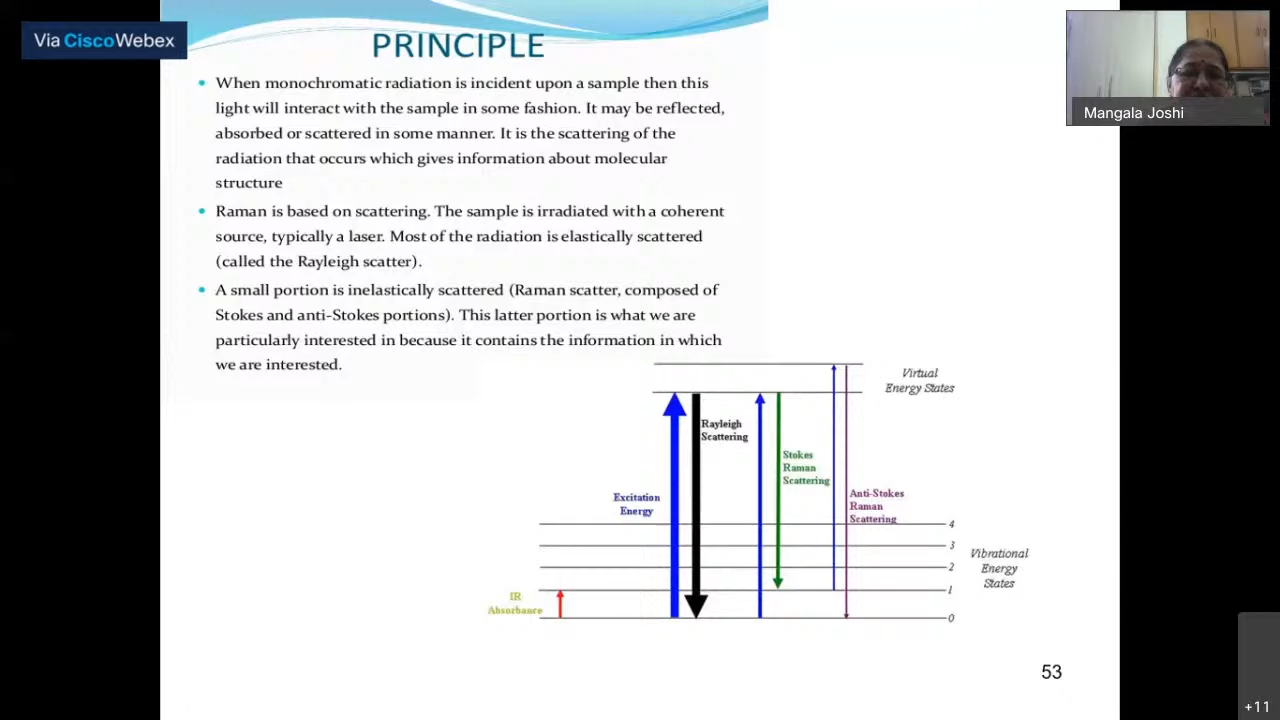 Via Cisco Webex
PRINCIPLE
Mangala Joshi
• When monochromatic radiation is incident upon a sample then this
light will interact with the sample in some fashion. It may be reflected,
absorbed or scattered in some manner. It is the scattering of the
radiation that occurs which gives information about molecular
structure
• Raman is based on scattering. The sample is irradiated with a coherent
source, typically a laser. Most of the radiation is elastically scattered
(called the Rayleigh scatter).
• A small portion is inelastically scattered (Raman scatter, composed of
Stokes and anti-Stokes portions). This latter portion is what we are
particularly interested in because it contains the information in which
we are interested.
Virtual
Energy States
Rayleigh
Scattering
Stokes
Raman
Scattering
Excitation
Energy
Anti-Stokes
Raman
Scattering
4
3
2
1
0
Vibrational
Energy
States
IR
Absorbance
53
+11